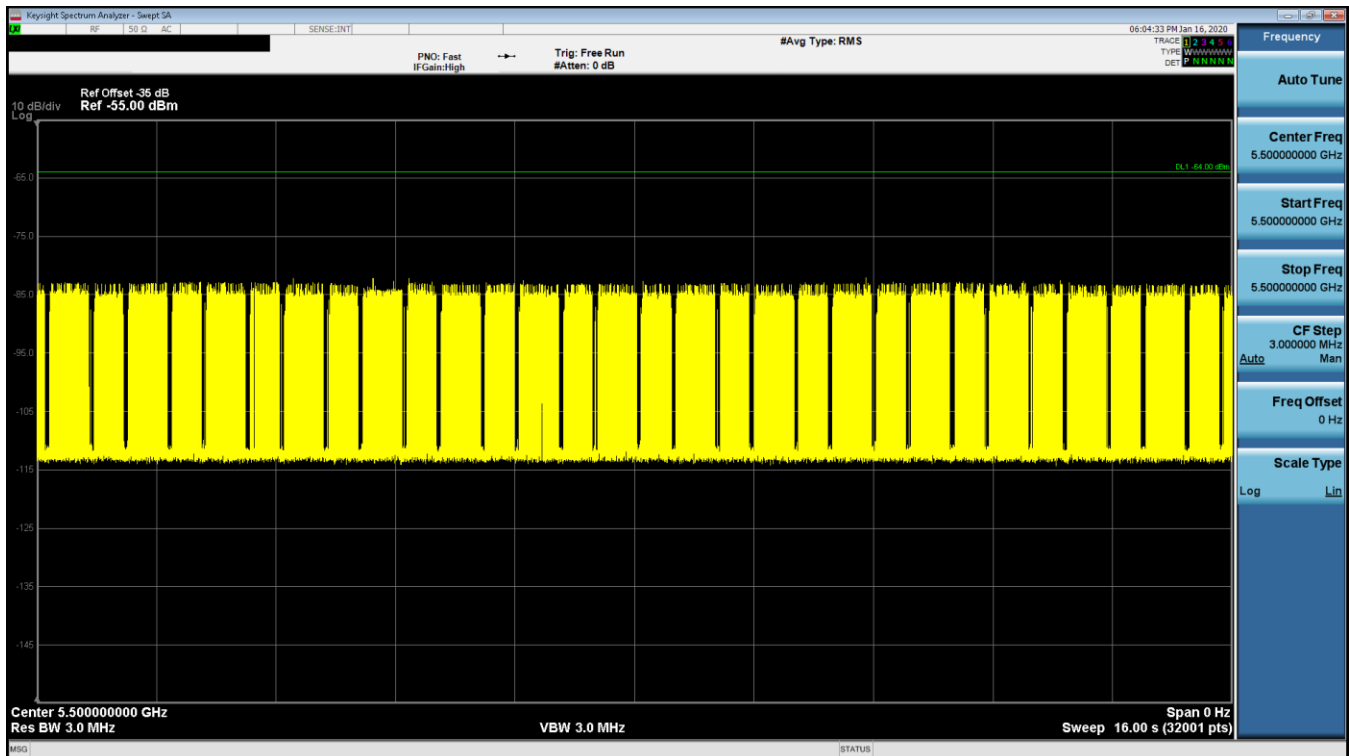 Keysight Spectrum Analyzer - Swept SA
LXI RF 50 Ω AC SENSE:INT 06:04:33 PM Jan 16, 2020
#Avg Type: RMS
TRACE 1 2 3 4 5 6
TYPE W
DET P N N N N N
PNO: Fast
IFGain:High
Trig: Free Run
#Atten: 0 dB
10 dB/div
Log
Ref Offset -35 dB
Ref -55.00 dBm
DL1 -64.00 dBm
-65.0
-75.0
-85.0
-95.0
-105
-115
-125
-135
-145
Center 5.500000000 GHz
Res BW 3.0 MHz
VBW 3.0 MHz
Span 0 Hz
Sweep 16.00 s (32001 pts)
MSG
STATUS
Frequency
Auto Tune
Center Freq
5.500000000 GHz
Start Freq
5.500000000 GHz
Stop Freq
5.500000000 GHz
CF Step
3.000000 MHz
Auto Man
Freq Offset
0 Hz
Scale Type
Log Lin